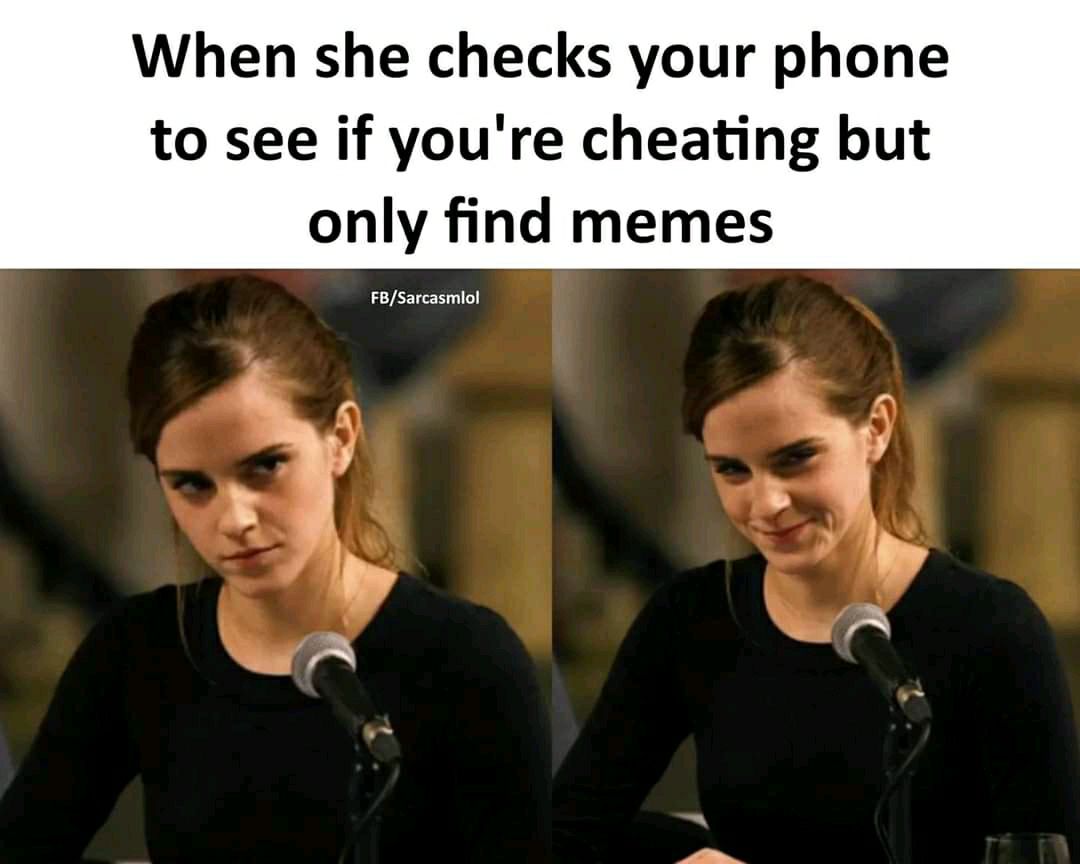 When she checks your phone
to see if you're cheating but
only find memes
FB/Sarcasmlol